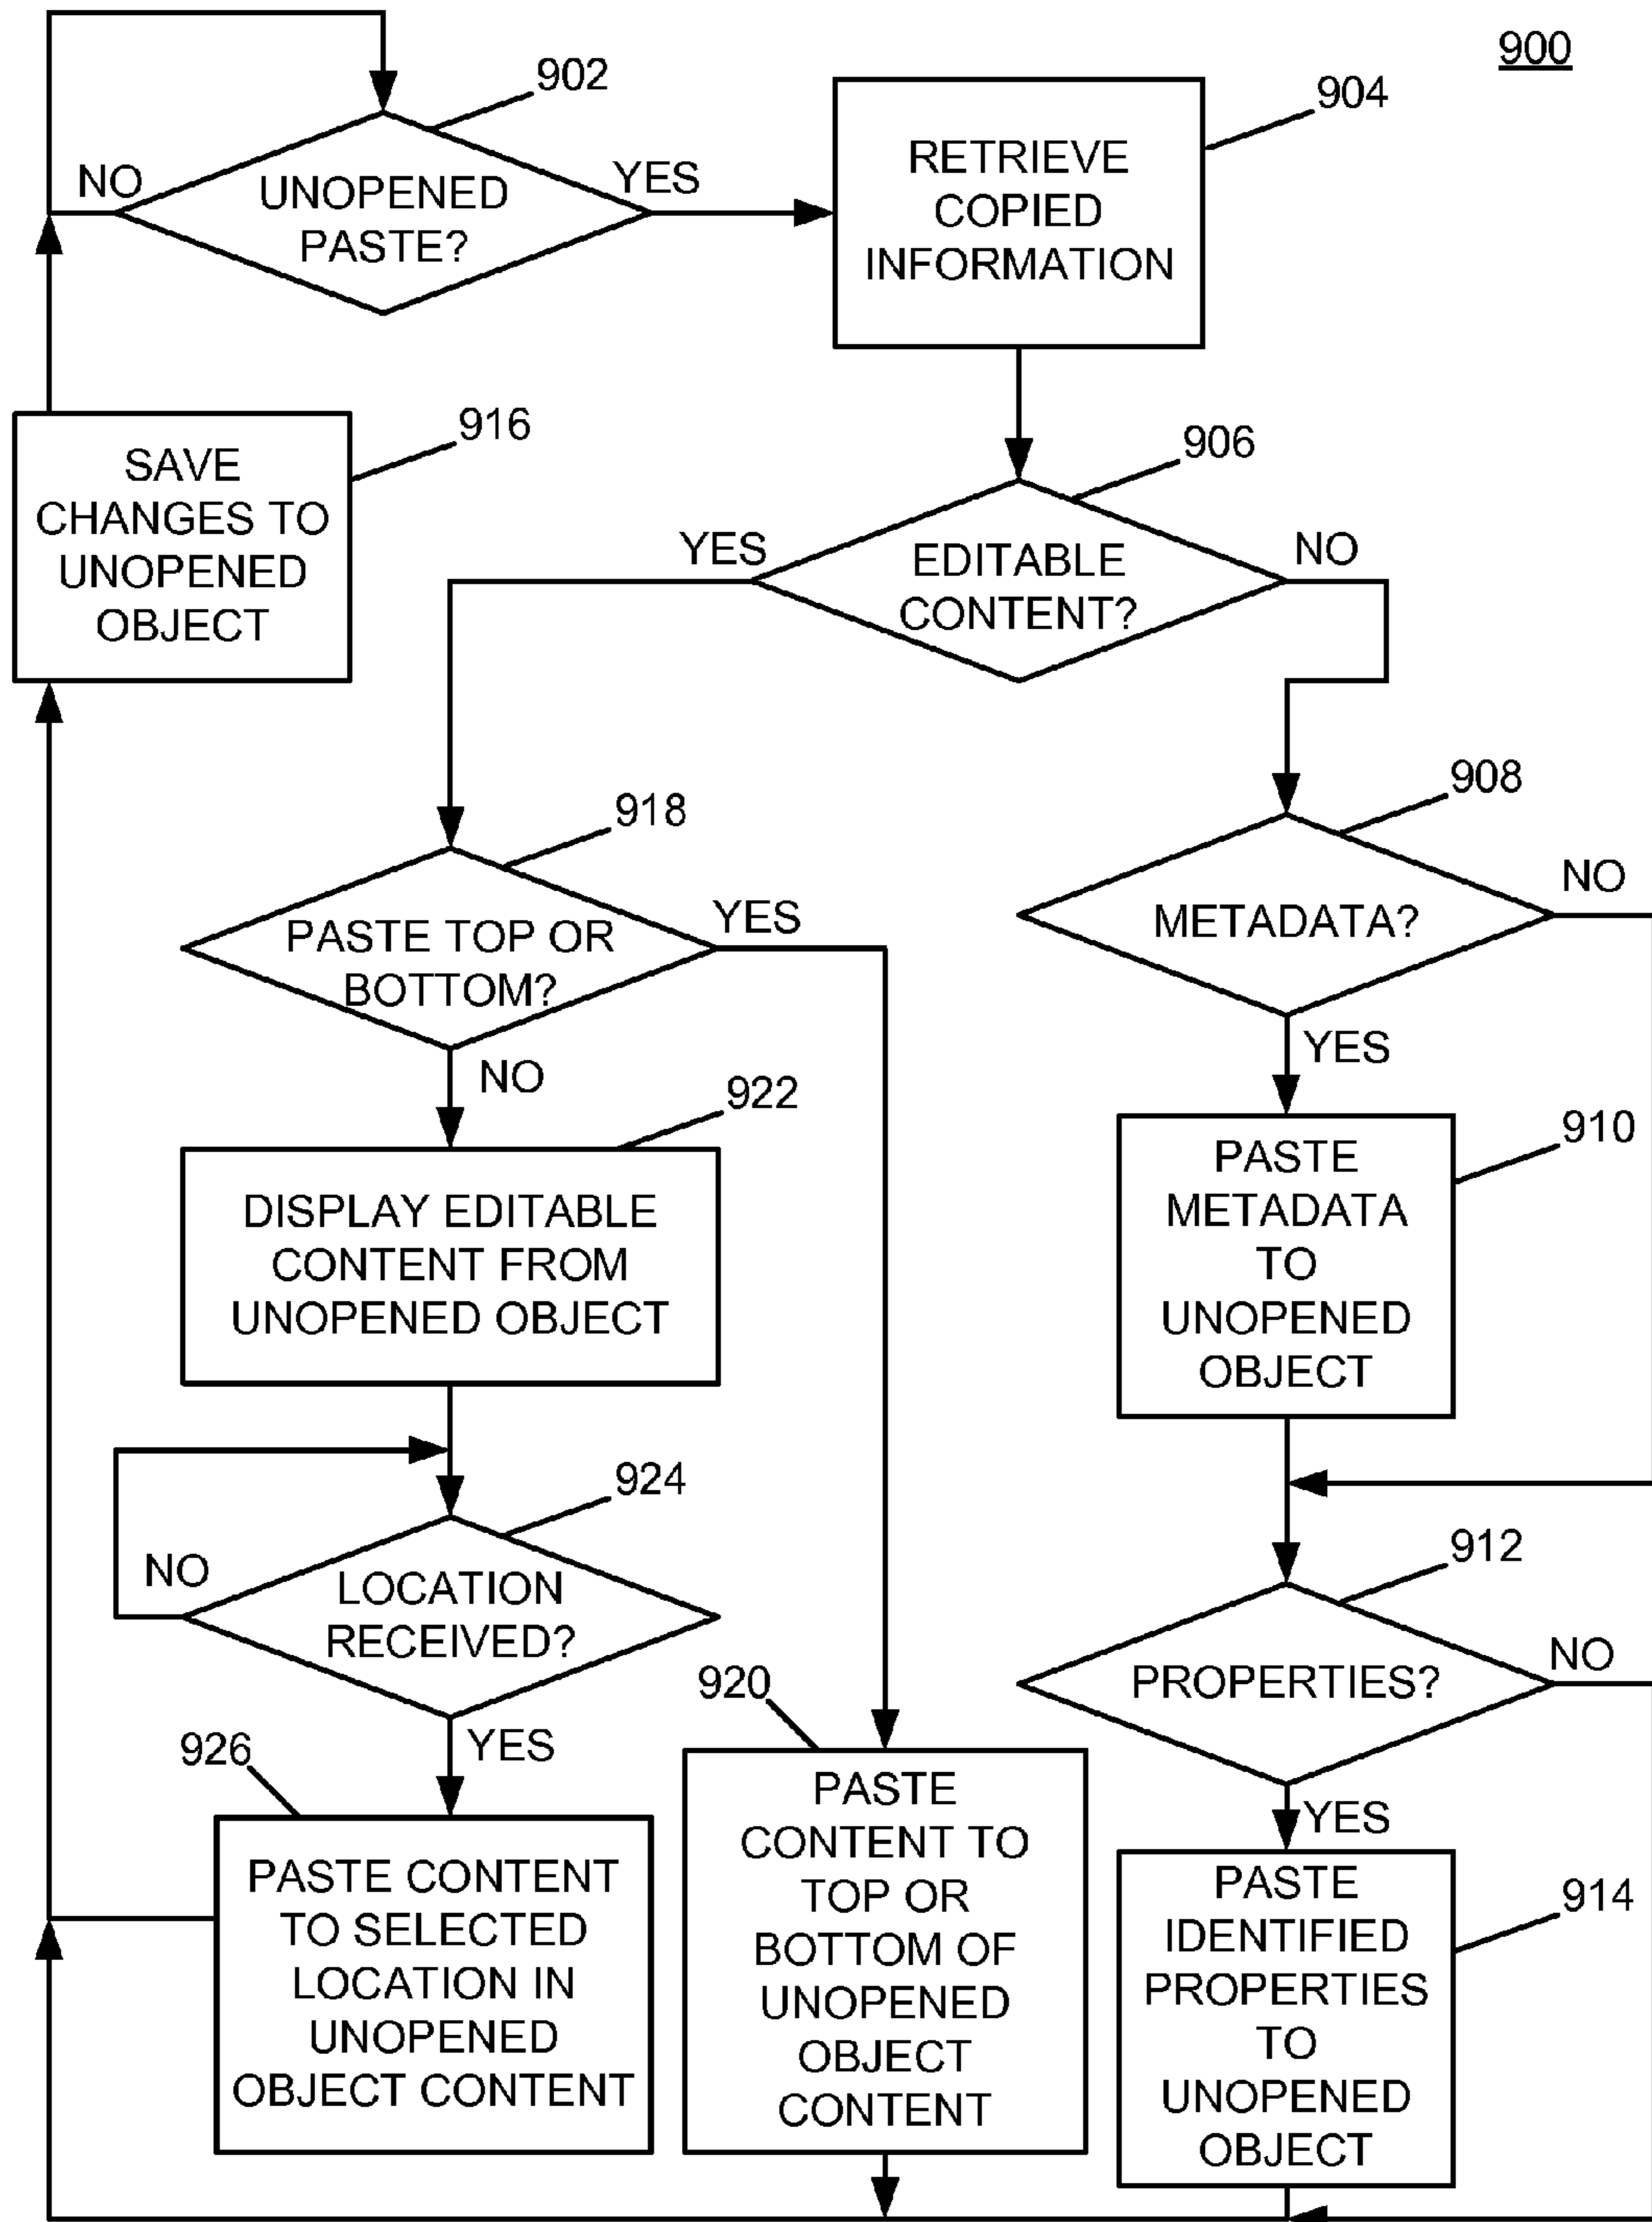 900
902
UNOPENED
PASTE?
NO
YES
904
RETRIEVE
COPIED
INFORMATION
916
SAVE
CHANGES TO
UNOPENED
OBJECT
906
EDITABLE
CONTENT?
YES
NO
908
METADATA?
NO
YES
918
PASTE TOP OR
BOTTOM?
YES
NO
922
DISPLAY EDITABLE
CONTENT FROM
UNOPENED OBJECT
910
PASTE
METADATA
TO
UNOPENED
OBJECT
924
LOCATION
RECEIVED?
NO
YES
912
PROPERTIES?
NO
YES
926
PASTE CONTENT
TO SELECTED
LOCATION IN
UNOPENED
OBJECT CONTENT
920
PASTE
CONTENT TO
TOP OR
BOTTOM OF
UNOPENED
OBJECT
CONTENT
914
PASTE
IDENTIFIED
PROPERTIES
TO
UNOPENED
OBJECT